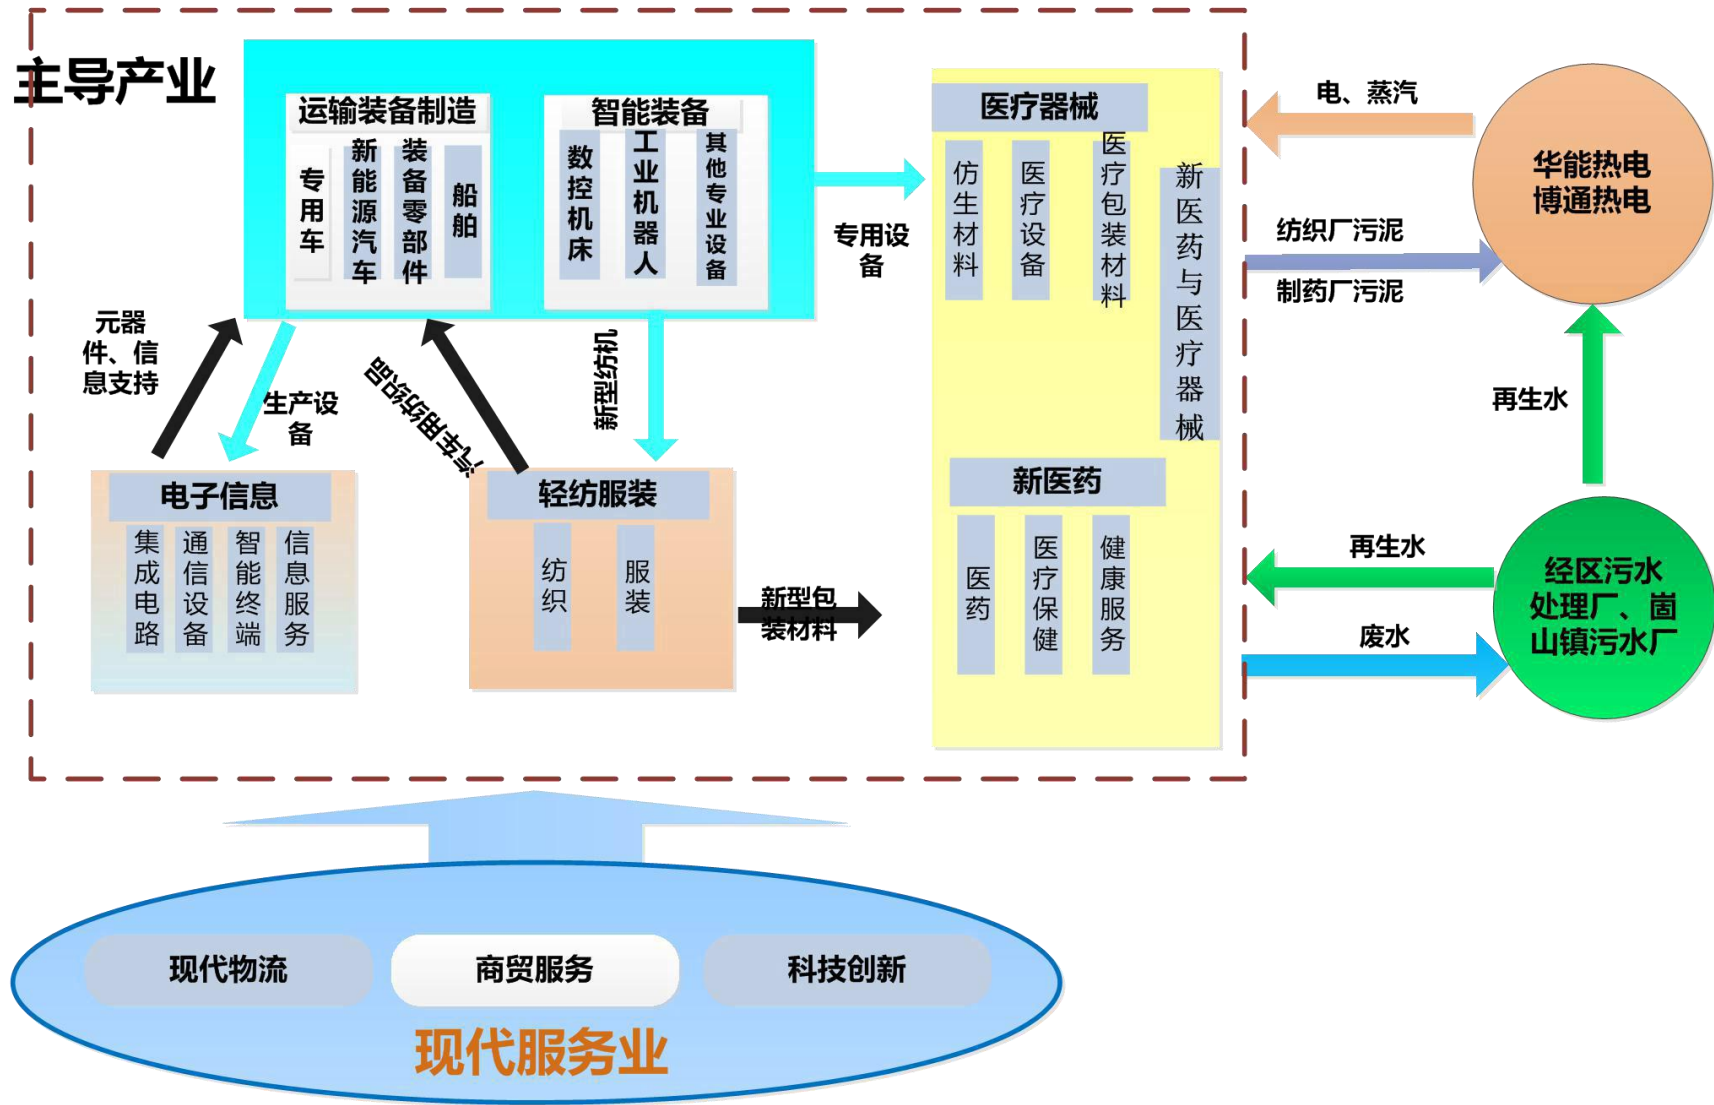 主导产业
运输装备制造
专用车
新能源汽车
装备零部件
船舶
智能装备
数控机床
工业机器人
其他专业设备
专用设
备
医疗器械
仿生材料
医疗设备
医疗包装材料
新医药与医疗器械
新医药
医药
医疗保健
健康服务
元器
件、信
息支持
生产设
备
汽车用纺织品
新型纺机
电子信息
集成电路
通信设备
智能终端
信息服务
轻纺服装
纺织
服装
新型包
装材料
电、蒸汽
华能热电
博通热电
纺织厂污泥
制药厂污泥
再生水
再生水
经区污水
处理厂、崮
山镇污水厂
废水
现代物流
商贸服务
科技创新
现代服务业